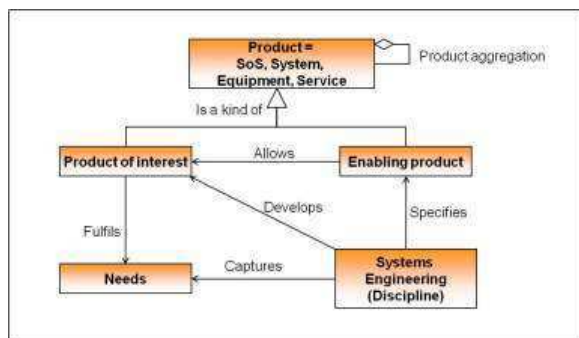 Product =
SoS, System,
Equipment, Service
Product aggregation
Is a kind of
Product of interest
Allows
Enabling product
Develops
Specifies
Fulfils
Systems
Engineering
(Discipline)
Captures
Needs